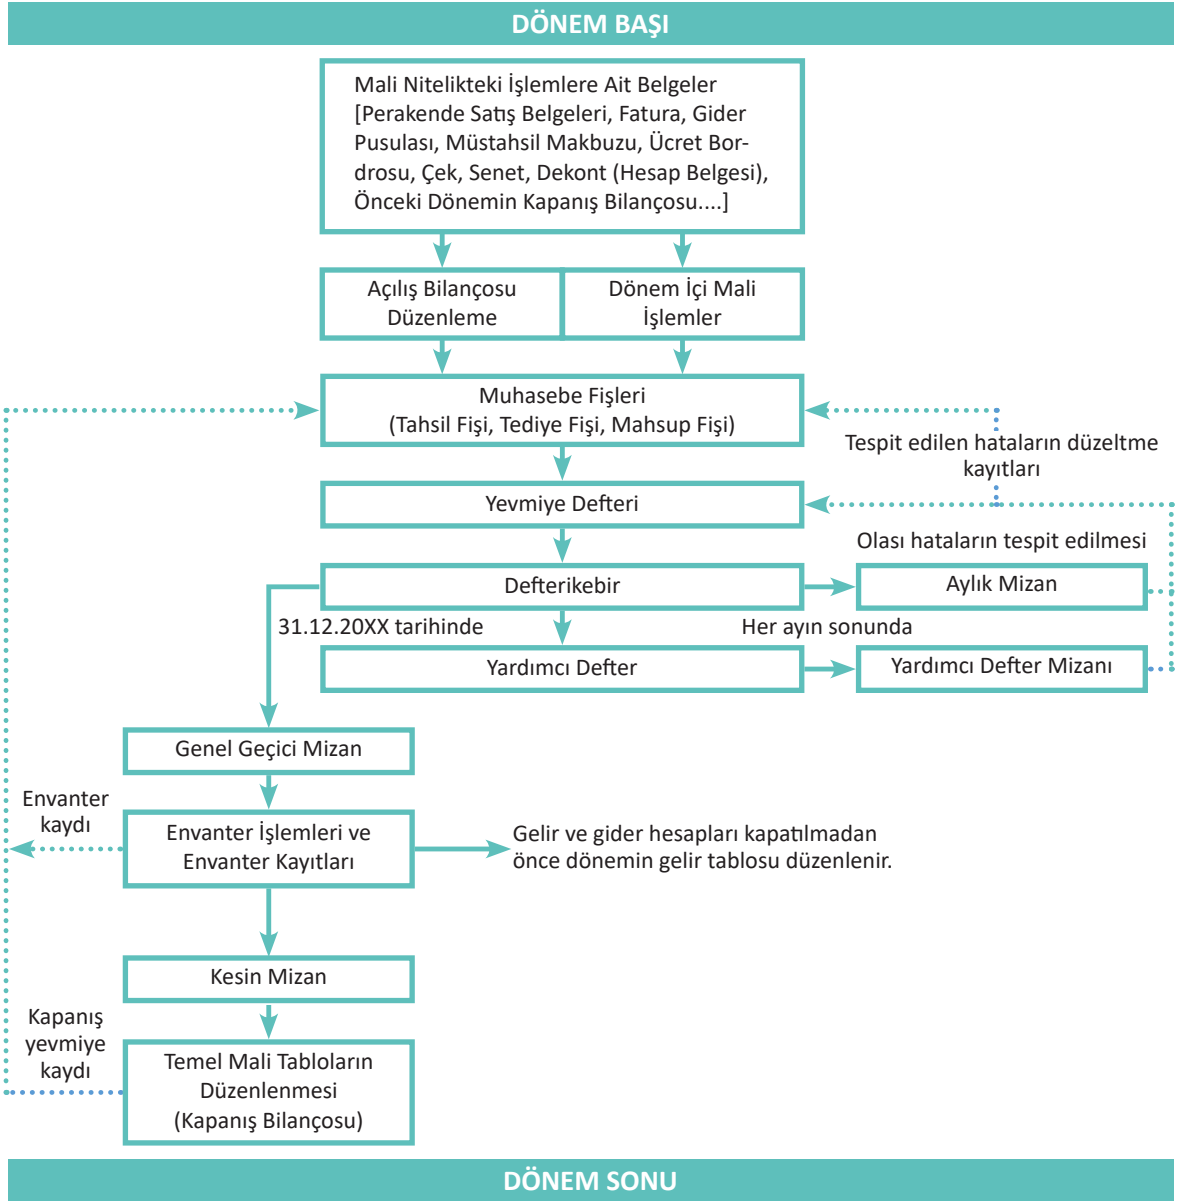 DÖNEM BAŞI
Mali Nitelikteki İşlemlere Ait Belgeler
[Perakende Satış Belgeleri, Fatura, Gider
Pusulası, Müstahsil Makbuzu, Ücret Bor-
drosu, Çek, Senet, Dekont (Hesap Belgesi),
Önceki Dönemin Kapanış Bilançosu....]
Açılış Bilançosu
Düzenleme
Dönem İçi Mali
İşlemler
Muhasebe Fişleri
(Tahsil Fişi, Tediye Fişi, Mahsup Fişi)
Tespit edilen hataların düzeltme
kayıtları
Yevmiye Defteri
Olası hataların tespit edilmesi
Defterikebir
Aylık Mizan
31.12.20XX tarihinde
Her ayın sonunda
Yardımcı Defter
Yardımcı Defter Mizanı
Genel Geçici Mizan
Envanter
kaydı
Envanter İşlemleri ve
Envanter Kayıtları
Gelir ve gider hesapları kapatılmadan
önce dönemin gelir tablosu düzenlenir.
Kesin Mizan
Kapanış
yevmiye
kaydı
Temel Mali Tabloların
Düzenlenmesi
(Kapanış Bilançosu)
DÖNEM SONU